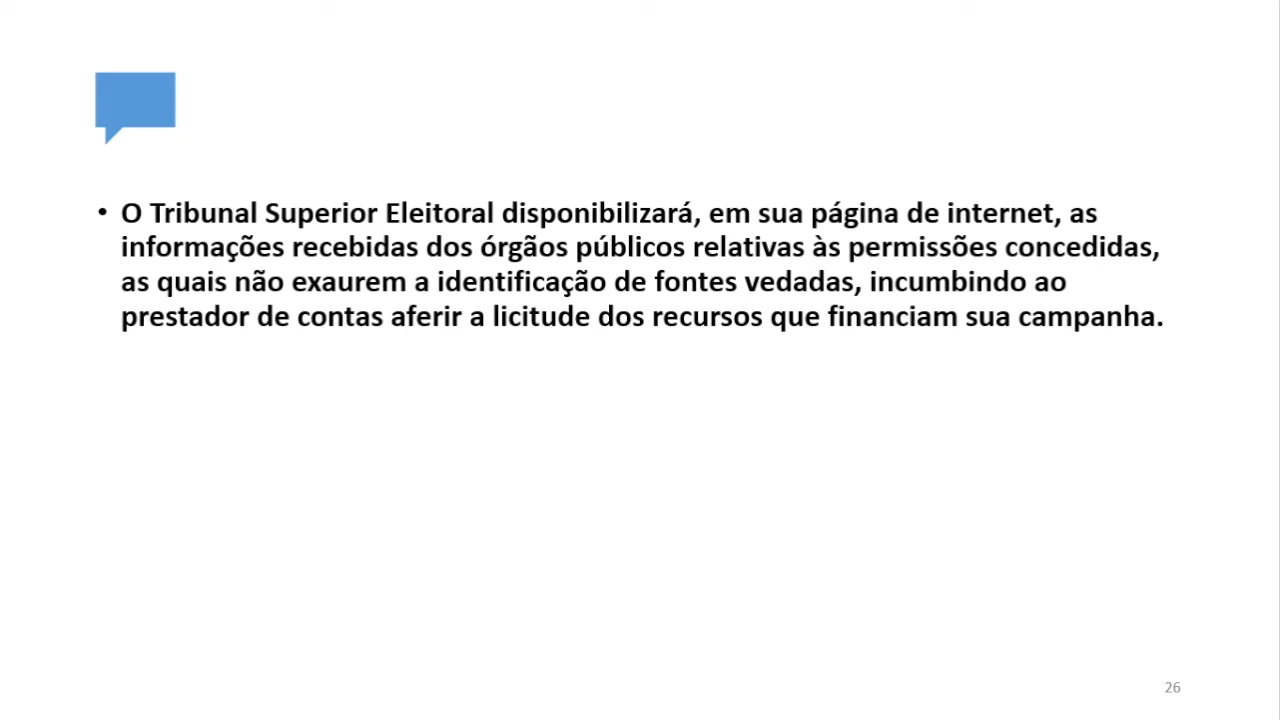 • O Tribunal Superior Eleitoral disponibilizará, em sua página de internet, as
informações recebidas dos órgãos públicos relativas às permissões concedidas,
as quais não exaurem a identificação de fontes vedadas, incumbindo ao
prestador de contas aferir a licitude dos recursos que financiam sua campanha.
26